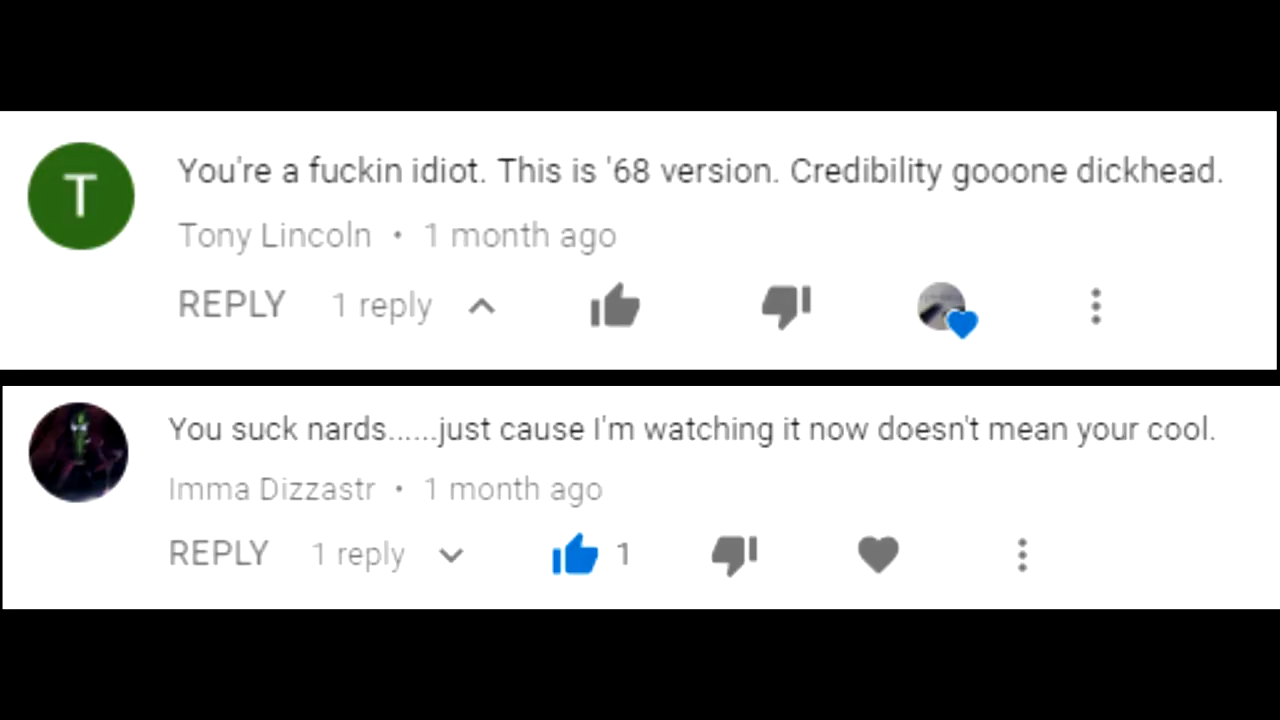 T
You're a fuckin idiot. This is '68 version. Credibility gooone dickhead.
Tony Lincoln • 1 month ago
REPLY 1 reply
You suck nards......just cause I'm watching it now doesn't mean your cool.
Imma Dizzastr • 1 month ago
REPLY 1 reply 1